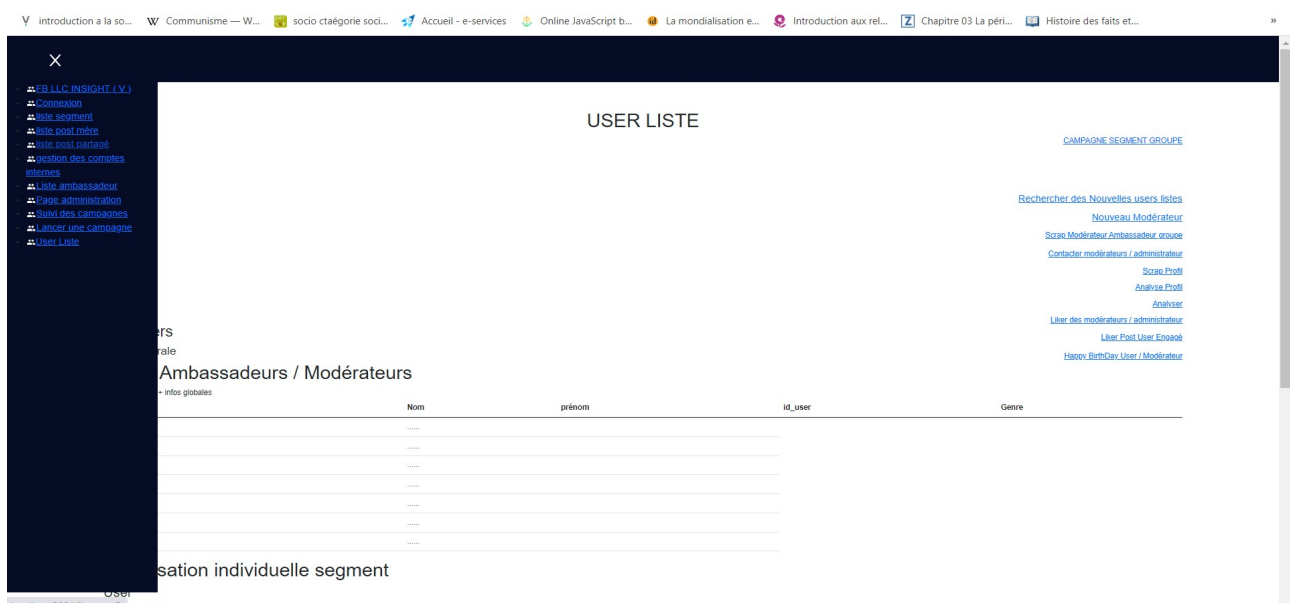 introduction a la so... W Communisme — W... socio ctaégorie soci... Accueil - e-services Online JavaScript b... La mondialisation e... Introduction aux rel... Z Chapitre 03 La péri... Histoire des faits et... »
X
FB LLC INSIGHT ( V )
Connexion
liste segment
liste post mère
liste post partagé
gestion des comptes
internes
Liste ambassadeur
Page administration
Suivi des campagnes
Lancer une campagne
User Liste
USER LISTE
CAMPAGNE SEGMENT GROUPE
Rechercher des Nouvelles users listes
Nouveau Modérateur
Scrap Modérateur Ambassadeur groupe
Contacter modérateurs / administrateur
Scrap Profil
Analyse Profil
Analyser
Liker des modérateurs / administrateur
Liker Post User Engagé
Happy BirthDay User / Modérateur
ers
rale
Ambassadeurs / Modérateurs
+ infos globales
Nom prénom id_user Genre
......
......
......
......
......
......
......
sation individuelle segment
User